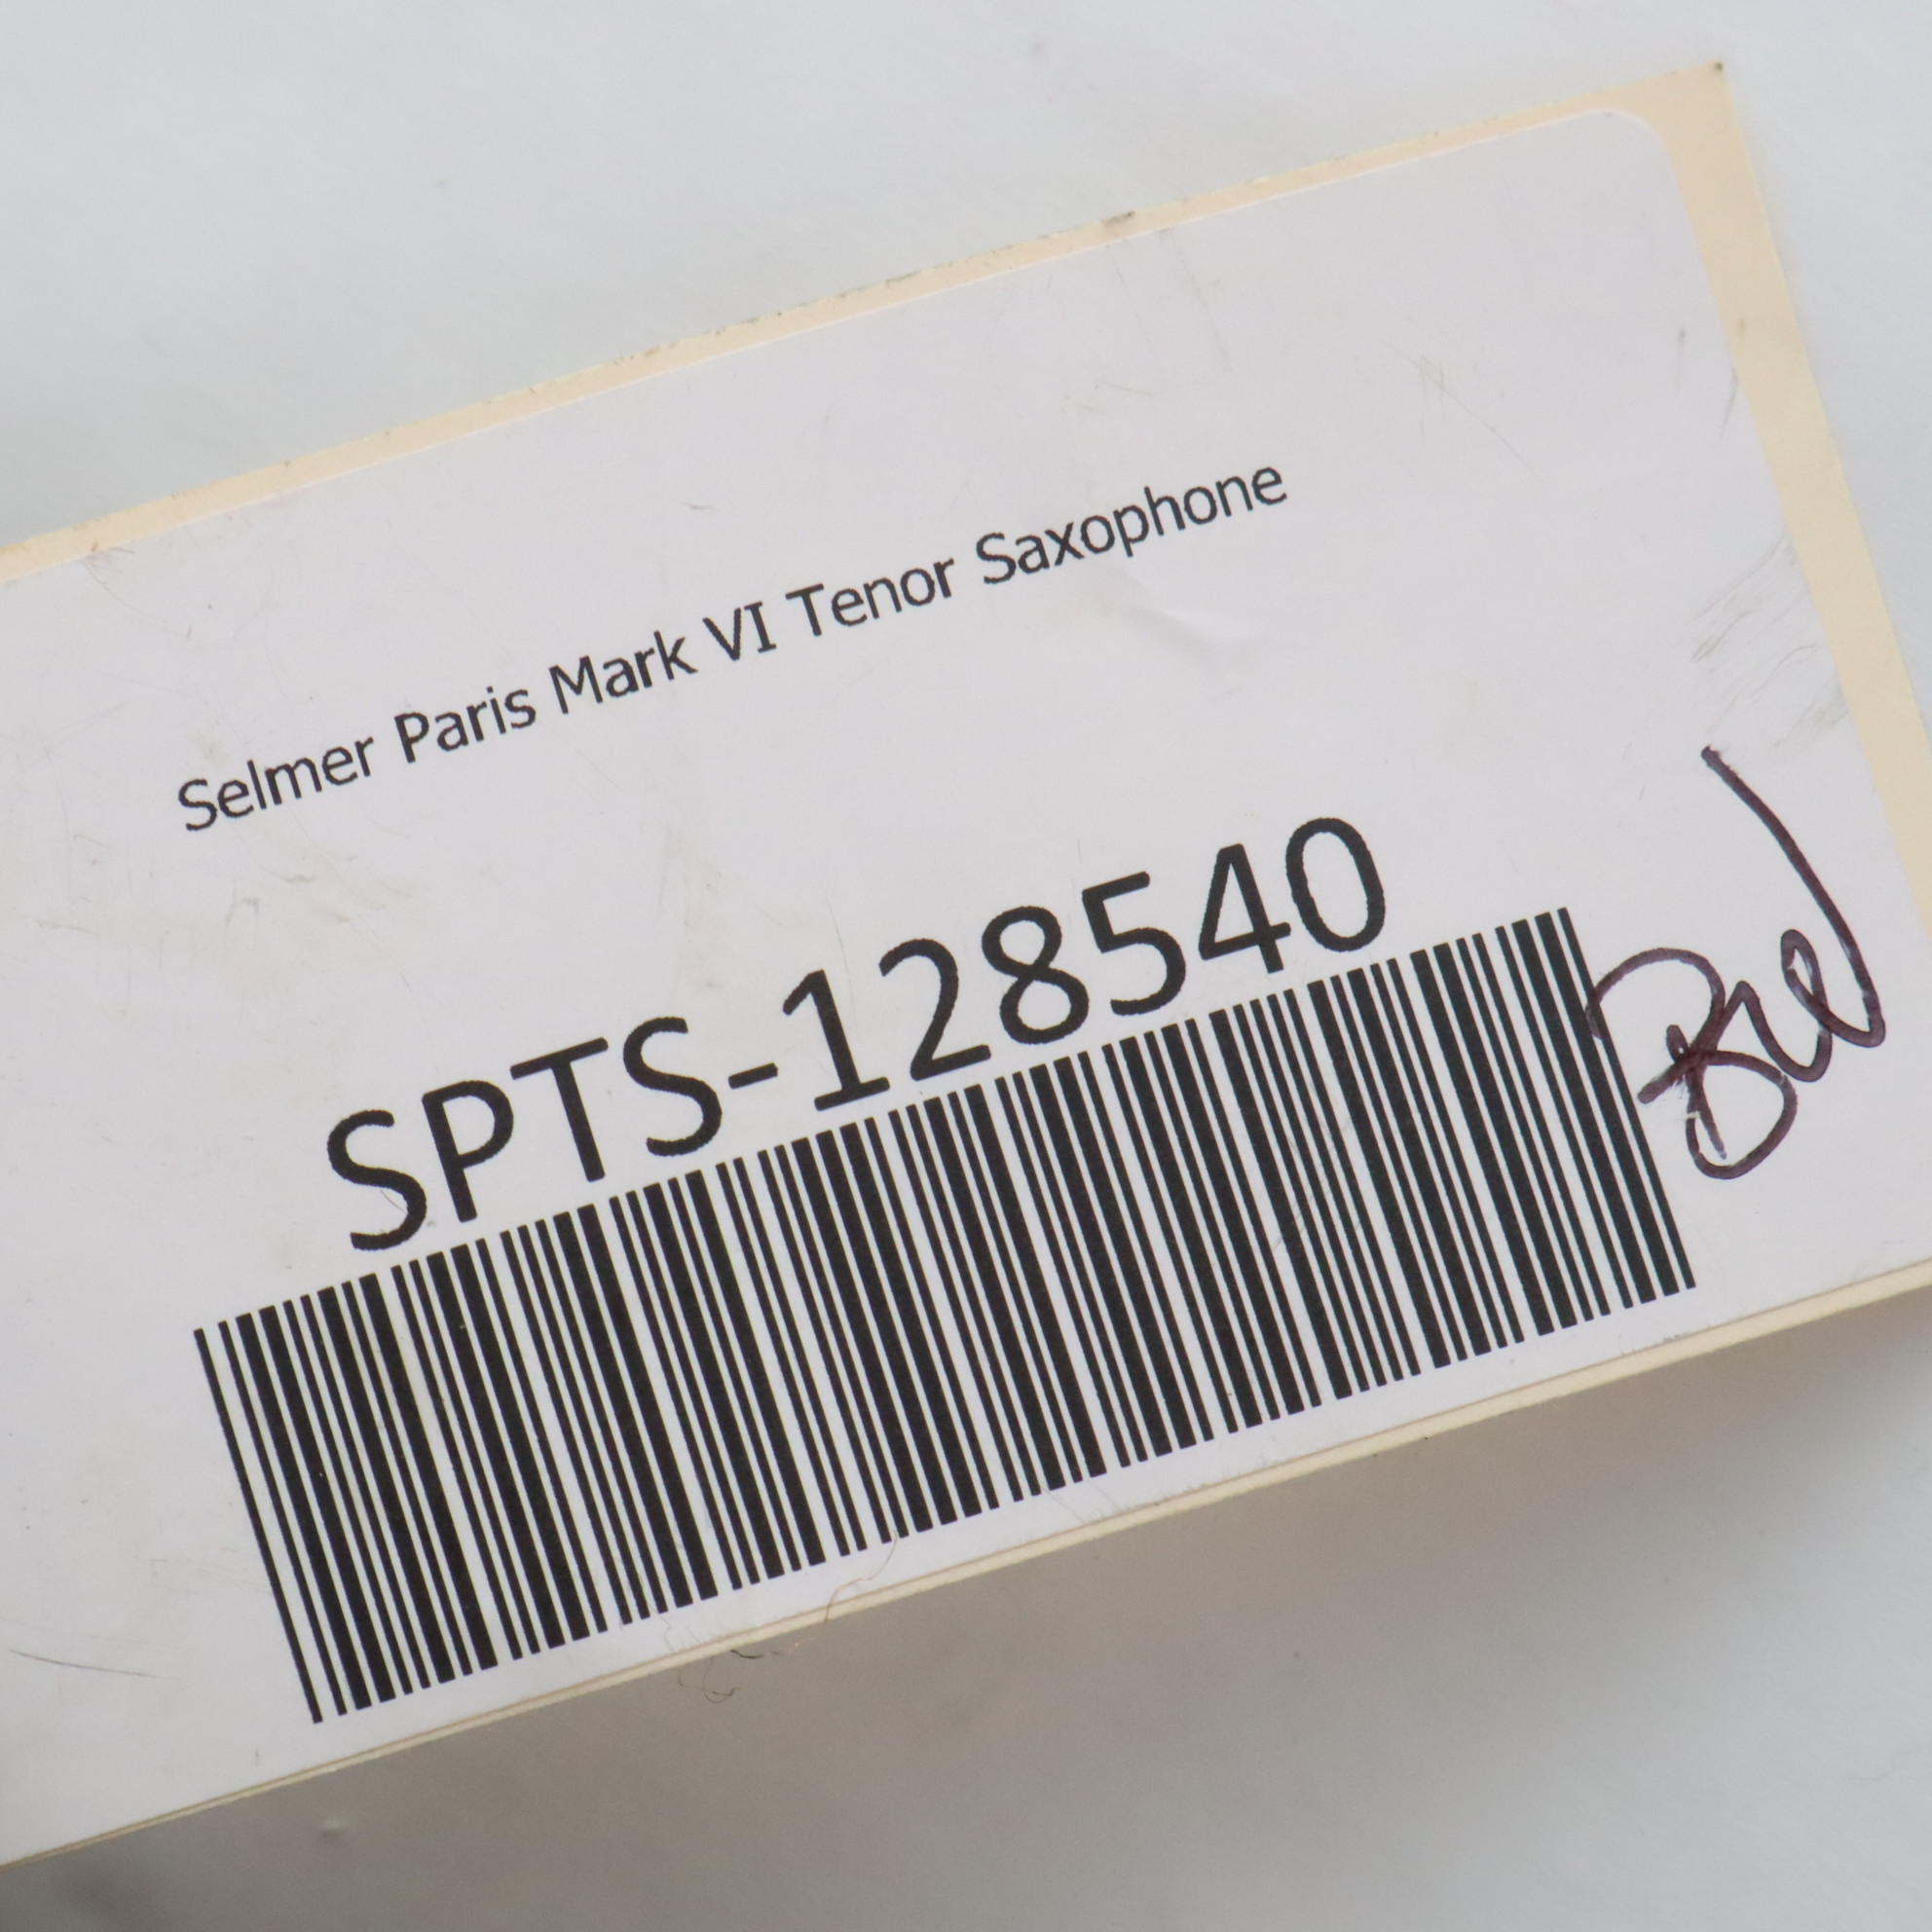 Selmer Paris Mark VI Tenor Saxophone
SPTS-128540